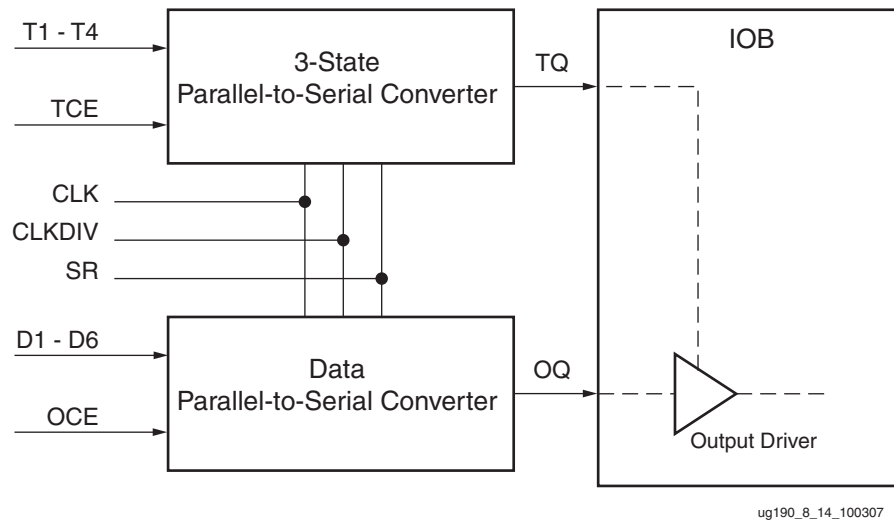 T1 - T4
TCE
3-State
Parallel-to-Serial Converter
TQ
IOB
CLK
CLKDIV
SR
D1 - D6
OCE
Data
Parallel-to-Serial Converter
OQ
Output Driver
ug190_8_14_100307